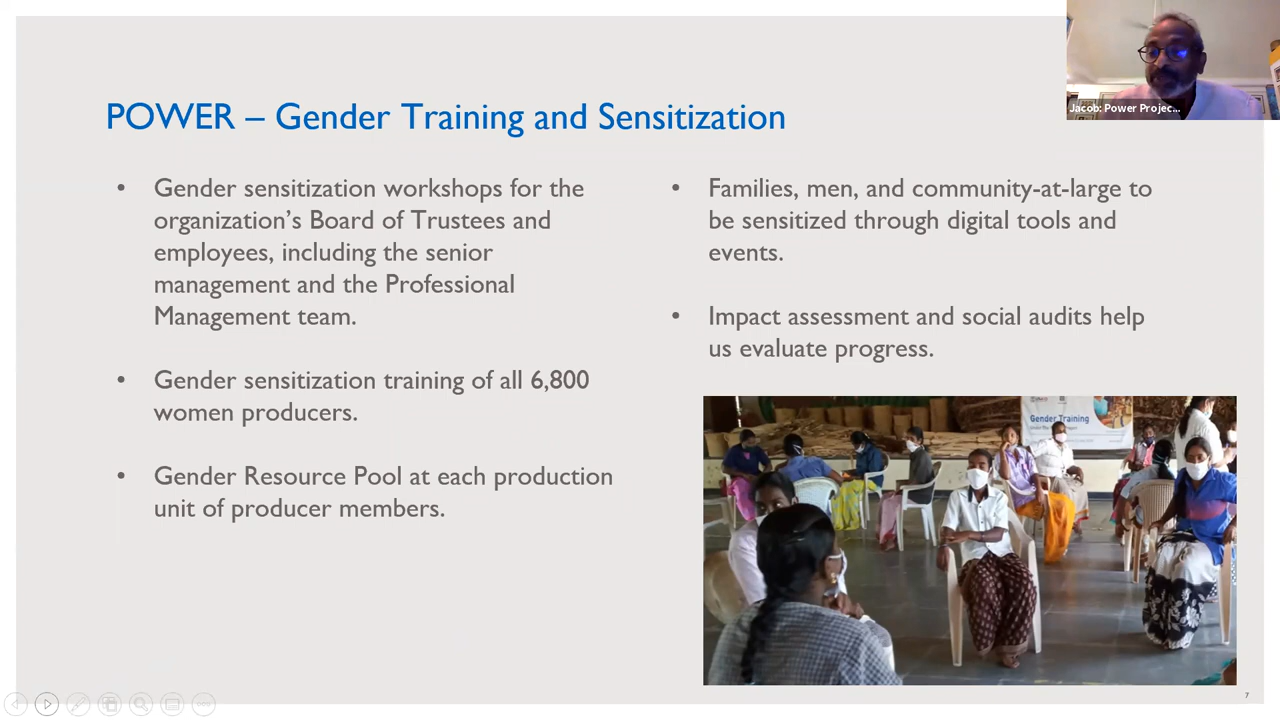 Jacob: Power Projec...
POWER – Gender Training and Sensitization
• Gender sensitization workshops for the
organization's Board of Trustees and
employees, including the senior
management and the Professional
Management team.
• Gender sensitization training of all 6,800
women producers.
• Gender Resource Pool at each production
unit of producer members.
• Families, men, and community-at-large to
be sensitized through digital tools and
events.
• Impact assessment and social audits help
us evaluate progress.
Gender Training
7